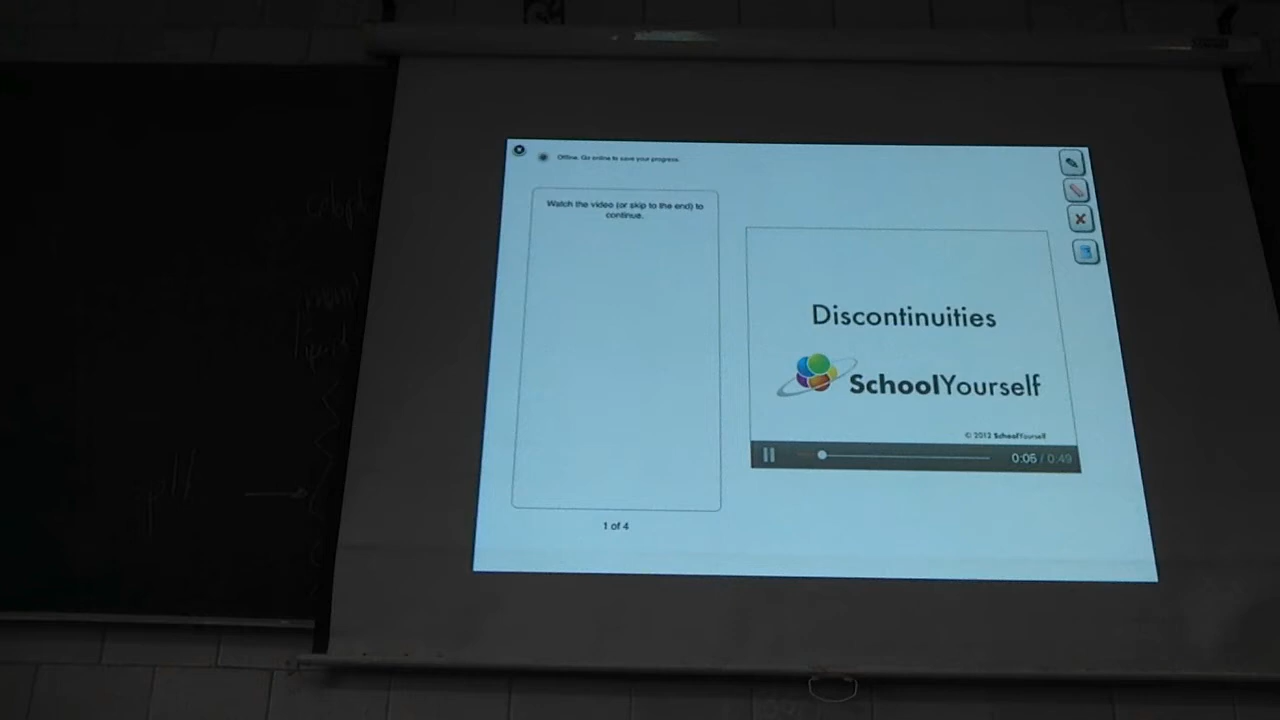 Offline. Go online to save your progress.
Watch the video (or skip to the end) to
continue.
Discontinuities
SchoolYourself
© 2013 SchoolYourself
0:06 / 0:49
1 of 4